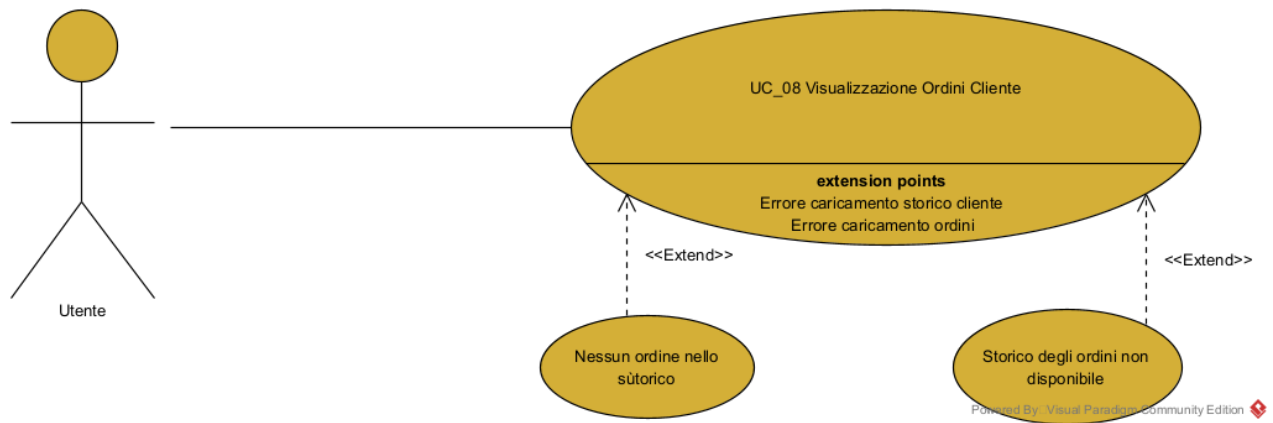 UC_08 Visualizzazione Ordini Cliente
extension points
Errore caricamento storico cliente
Errore caricamento ordini
<<Extend>>
<<Extend>>
Utente
Nessun ordine nello
sùtorico
Storico degli ordini non
disponibile
Powered By: Visual Paradigm Community Edition